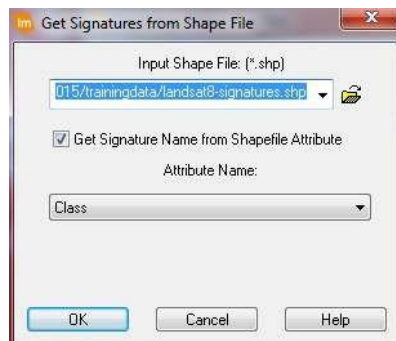 Im Get Signatures from Shape File
Input Shape File: (*.shp)
015/trainingdata/landsat8-signatures.shp
Get Signature Name from Shapefile Attribute
Attribute Name:
Class
OK Cancel Help